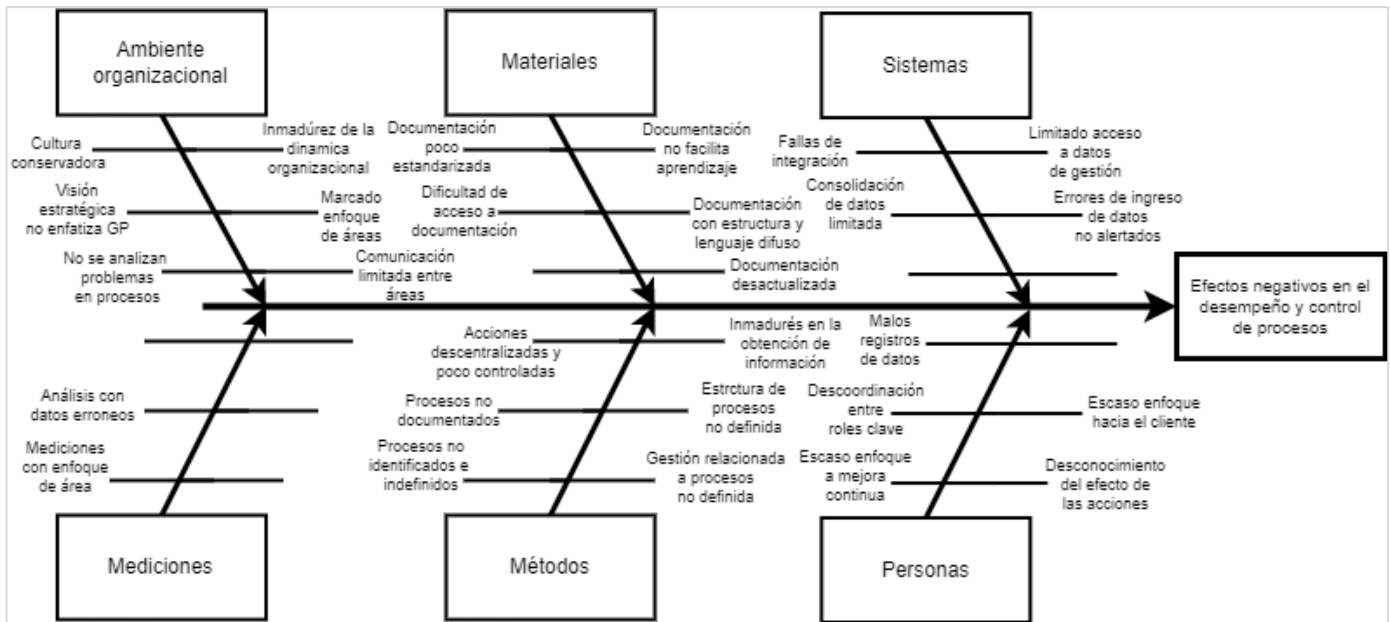 Ambiente
organizacional
Materiales
Sistemas
Cultura
conservadora
Inmadúrez de la
dinamica
organizacional
Visión
estratégica
no enfatiza GP
Marcado
enfoque
de áreas
No se analizan
problemas
en procesos
Comunicación
limitada entre
áreas
Documentación
poco
estandarizada
Documentación
no facilita
aprendizaje
Dificultad de
acceso a
documentación
Documentación
con estructura y
lenguaje difuso
Documentación
desactualizada
Fallas de
integración
Limitado acceso
a datos
de gestión
Consolidación
de datos
limitada
Errores de ingreso
de datos
no alertados
Efectos negativos en el
desempeño y control
de procesos
Análisis con
datos erroneos
Mediciones
con enfoque
de área
Acciones
descentralizadas y
poco controladas
Inmadurés en la
obtención de
información
Procesos no
documentados
Estrctura de
procesos
no definida
Procesos no
identificados e
indefinidos
Gestión relacionada
a procesos
no definida
Malos
registros
de datos
Descoordinación
entre
roles clave
Escaso enfoque
hacia el cliente
Escaso enfoque
a mejora
continua
Desconocimiento
del efecto de
las acciones
Mediciones
Métodos
Personas